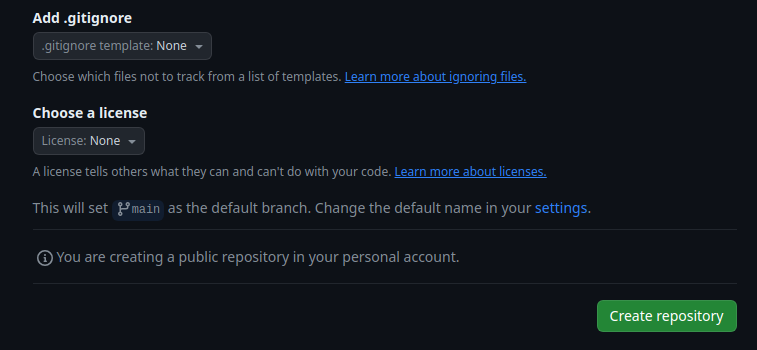 Add .gitignore
.gitignore template: None
Choose which files not to track from a list of templates. Learn more about ignoring files.
Choose a license
License: None
A license tells others what they can and can't do with your code. Learn more about licenses.
This will set main as the default branch. Change the default name in your settings.
You are creating a public repository in your personal account.
Create repository